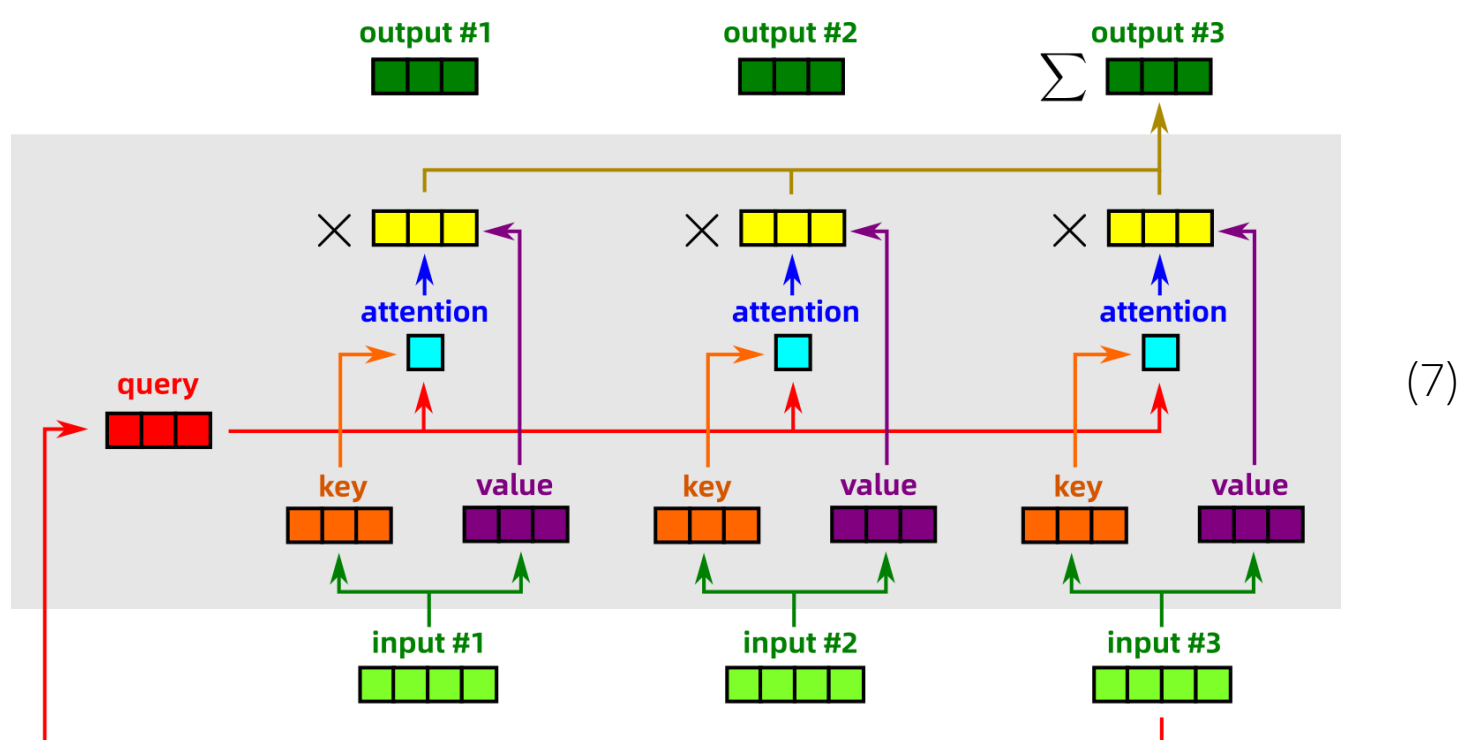 output #1 output #2 output #3
∑
× × ×
attention attention attention
query
(7)
key value key value key value
input #1 input #2 input #3